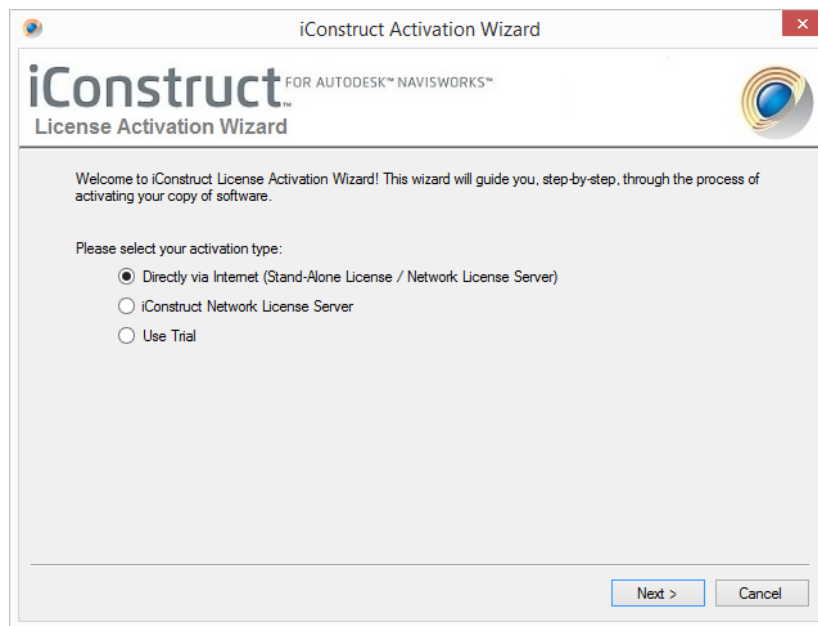 iConstruct Activation Wizard
iConstruct™ FOR AUTODESK™ NAVISWORKS™
License Activation Wizard
Welcome to iConstruct License Activation Wizard! This wizard will guide you, step-by-step, through the process of
activating your copy of software.
Please select your activation type:
Directly via Internet (Stand-Alone License / Network License Server)
iConstruct Network License Server
Use Trial
Next >
Cancel